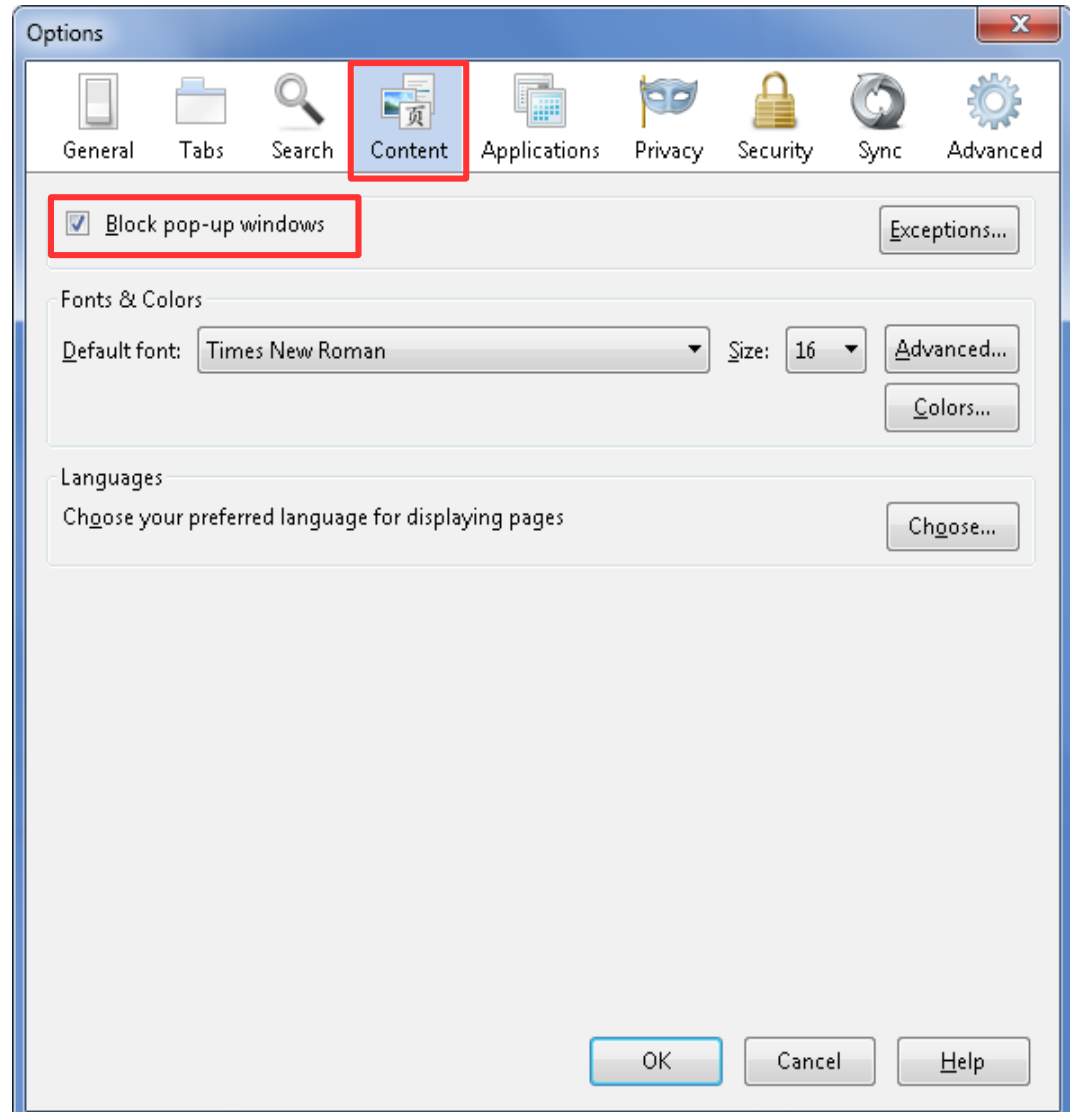 Options
General Tabs Search Content Applications Privacy Security Sync Advanced
页
Block pop-up windows Exceptions...
Fonts & Colors
Default font: Times New Roman Size: 16 Advanced...
Colors...
Languages
Choose your preferred language for displaying pages Choose...
OK Cancel Help